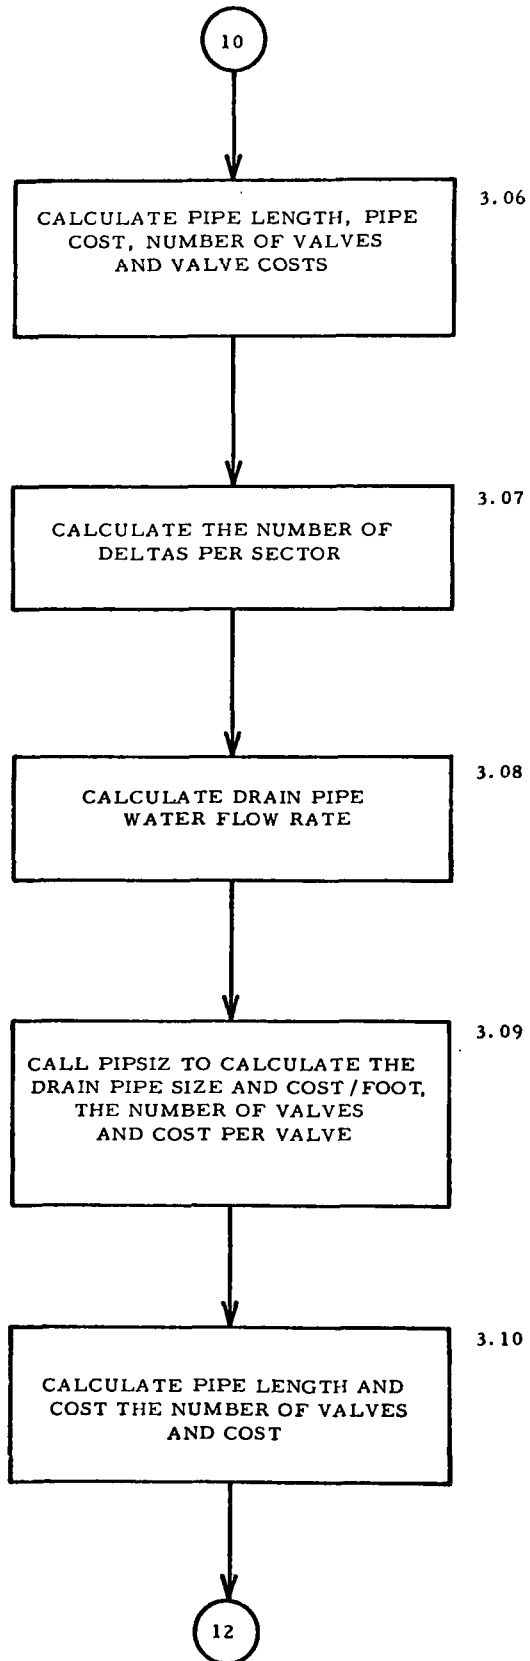 10
3.06
CALCULATE PIPE LENGTH, PIPE
COST, NUMBER OF VALVES
AND VALVE COSTS
3.07
CALCULATE THE NUMBER OF
DELTAS PER SECTOR
3.08
CALCULATE DRAIN PIPE
WATER FLOW RATE
3.09
CALL PIPSIZ TO CALCULATE THE
DRAIN PIPE SIZE AND COST/FOOT,
THE NUMBER OF VALVES
AND COST PER VALVE
3.10
CALCULATE PIPE LENGTH AND
COST THE NUMBER OF VALVES
AND COST
12